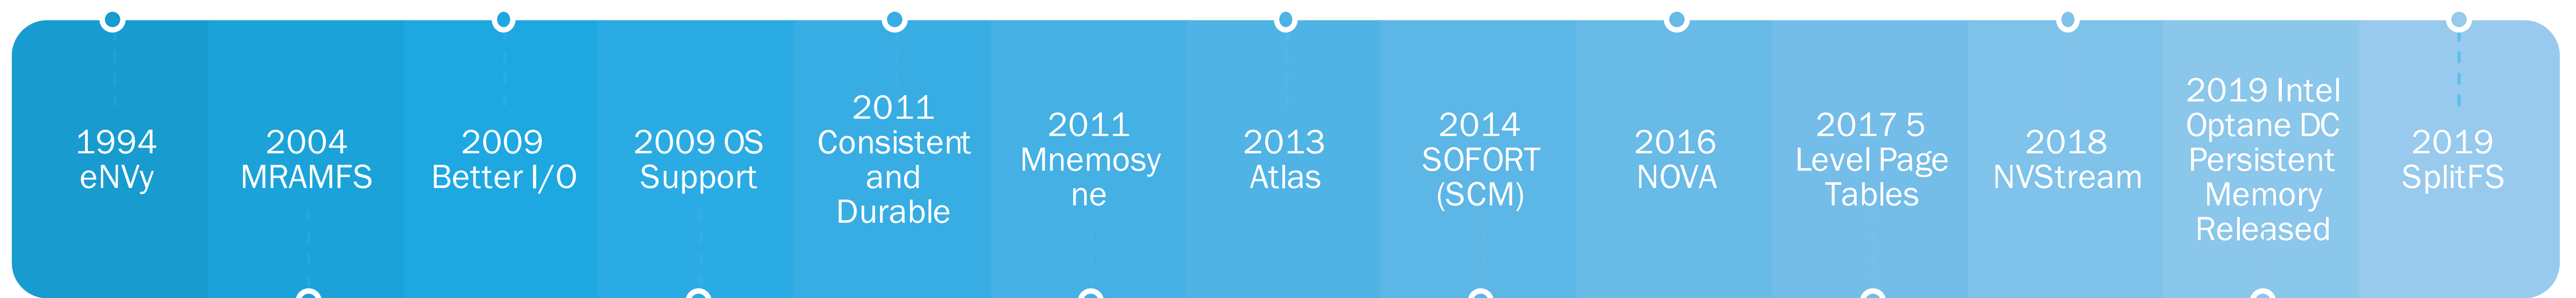 1994
eNVy
2004
MRAMFS
2009
Better I/O
2009 OS
Support
2011
Consistent
and
Durable
2011
Mnemosy
ne
2013
Atlas
2014
SOFORT
(SCM)
2016
NOVA
2017 5
Level Page
Tables
2018
NVStream
2019 Intel
Optane DC
Persistent
Memory
Released
2019
SplitFS